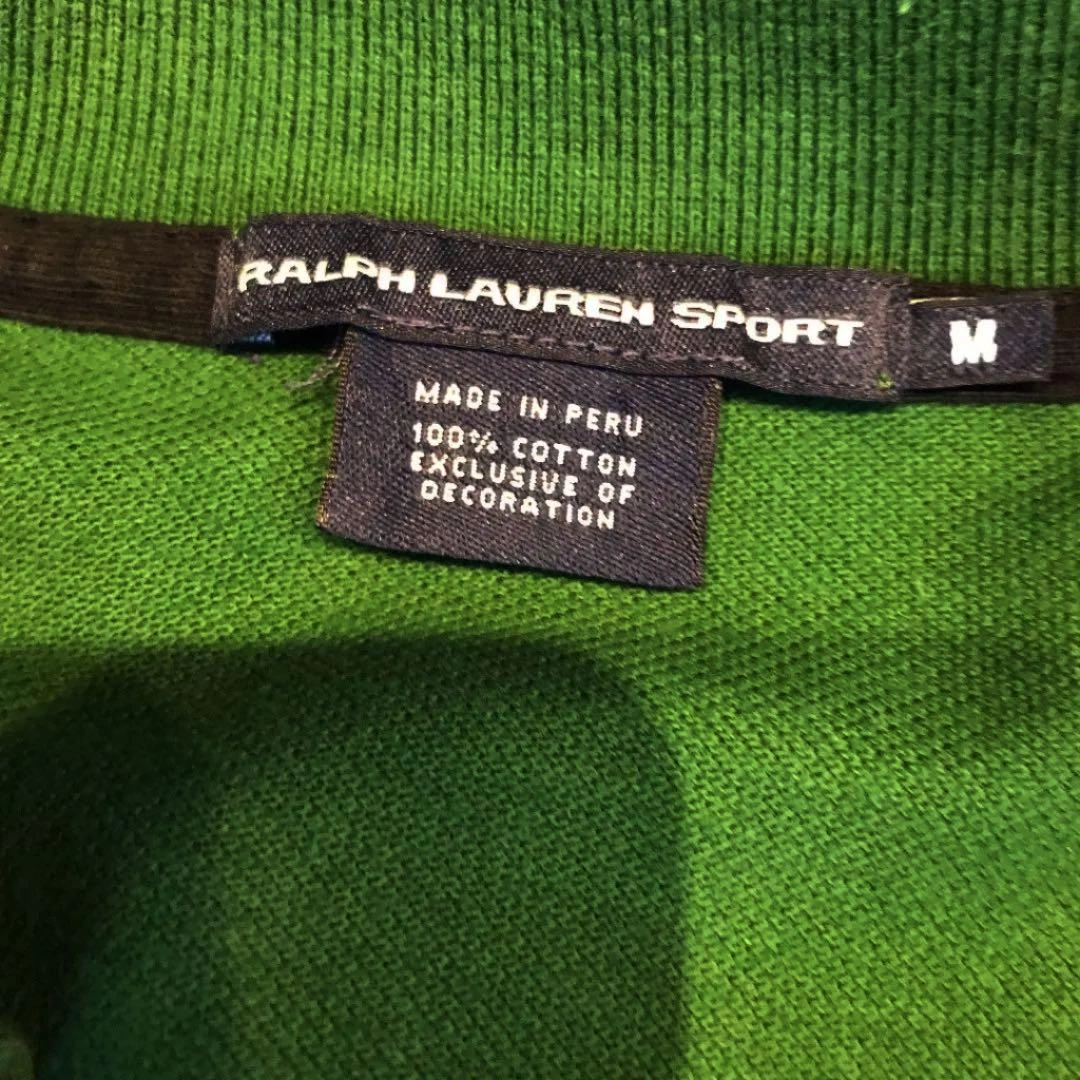 RALPH LAUREN SPORT
M
MADE IN PERU
100% COTTON
EXCLUSIVE OF
DECORATION